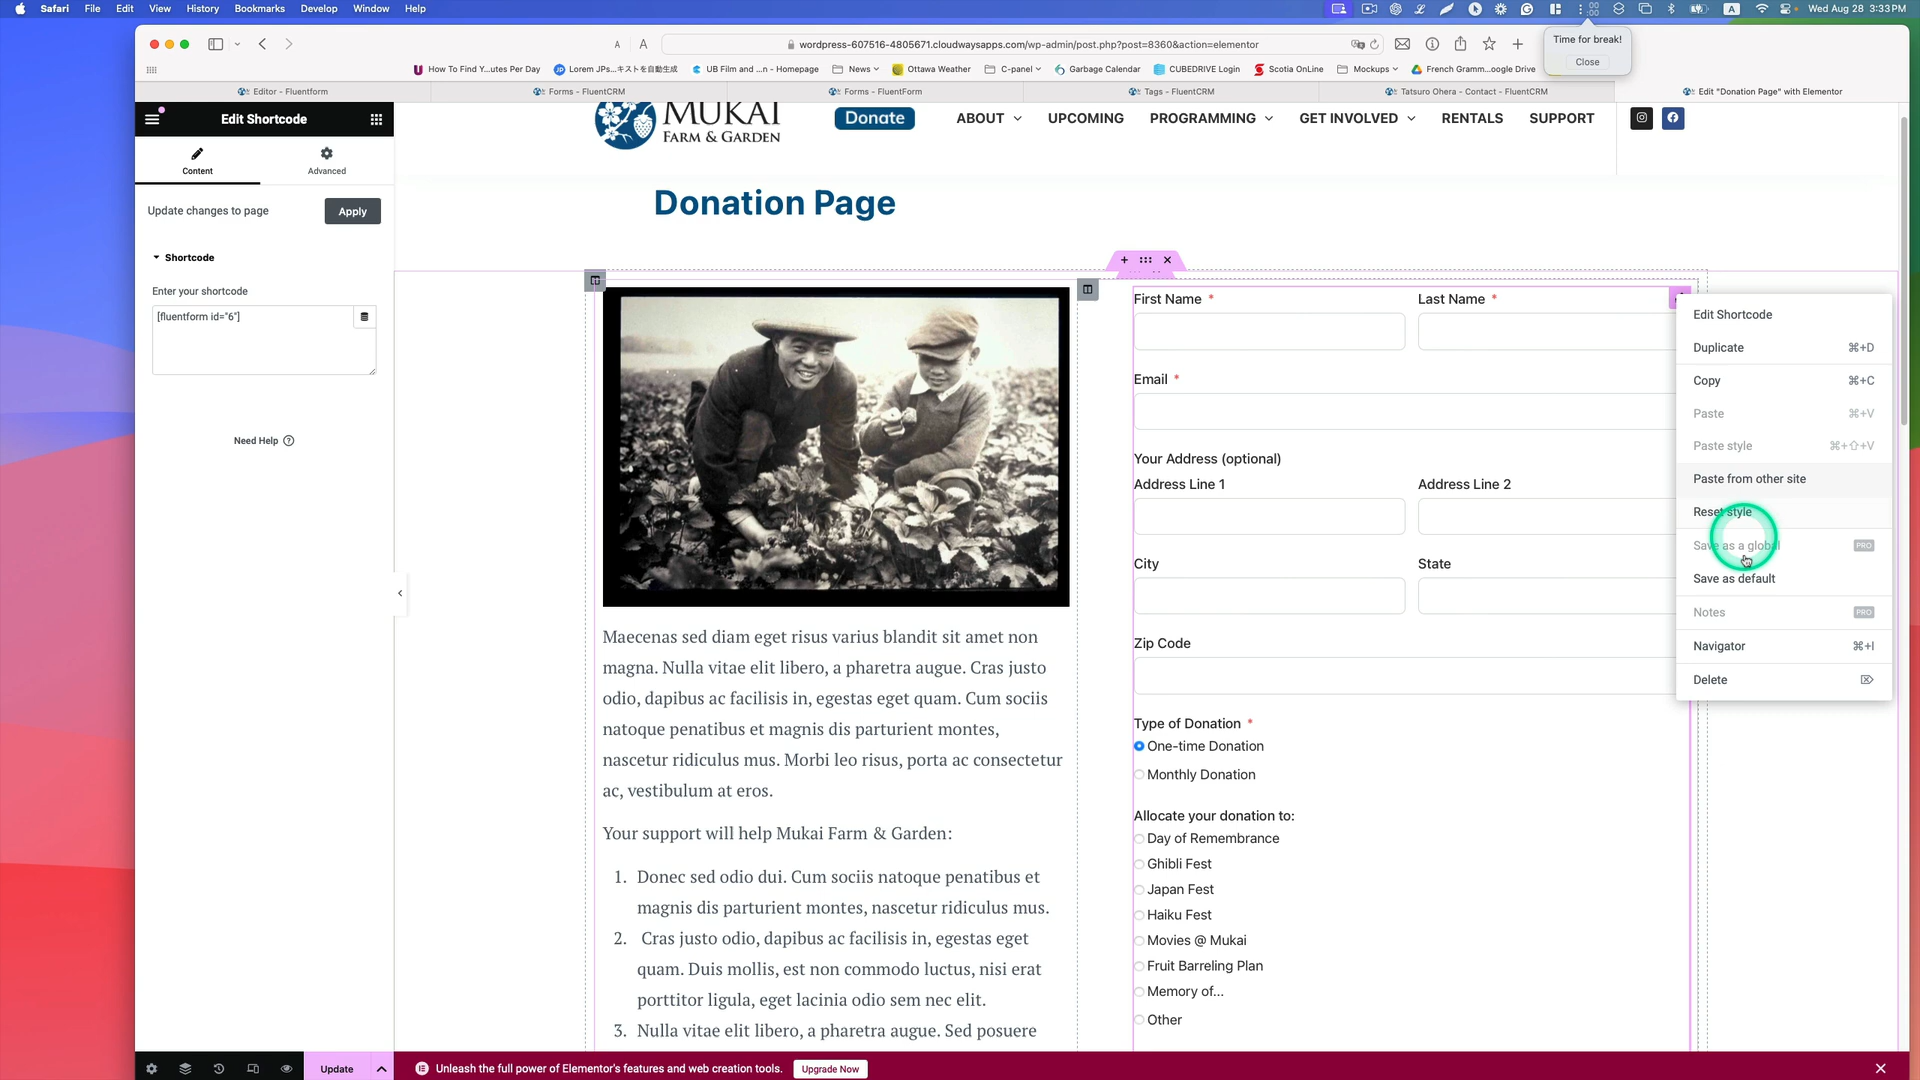 Safari File Edit View History Bookmarks Develop Window Help
Wed Aug 28 3:33PM
wordpress-607516-4805671.cloudwaysapps.com/wp-admin/post.php?post=8360&action=elementor
Time for break!
Close
How To Find Y...utes Per Day
Lorem JPs...キストを自動生成
UB Film and ...n - Homepage
News
Ottawa Weather
C-panel
Garbage Calendar
CUBEDRIVE Login
Scotia OnLine
Mockups
French Gramm...oogle Drive
Editor - Fluentform
Forms - FluentCRM
Forms - FluentForm
Tags - FluentCRM
Tatsuro Ohera - Contact - FluentCRM
Edit "Donation Page" with Elementor
Edit Shortcode
Content
Advanced
Update changes to page
Apply
Shortcode
Enter your shortcode
[fluentform id="6"]
Need Help
Update
MUKAI
FARM & GARDEN
Donate
ABOUT
UPCOMING
PROGRAMMING
GET INVOLVED
RENTALS
SUPPORT
Donation Page
Maecenas sed diam eget risus varius blandit sit amet non
magna. Nulla vitae elit libero, a pharetra augue. Cras justo
odio, dapibus ac facilisis in, egestas eget quam. Cum sociis
natoque penatibus et magnis dis parturient montes,
nascetur ridiculus mus. Morbi leo risus, porta ac consectetur
ac, vestibulum at eros.
Your support will help Mukai Farm & Garden:
1. Donec sed odio dui. Cum sociis natoque penatibus et
magnis dis parturient montes, nascetur ridiculus mus.
2. Cras justo odio, dapibus ac facilisis in, egestas eget
quam. Duis mollis, est non commodo luctus, nisi erat
porttitor ligula, eget lacinia odio sem nec elit.
3. Nulla vitae elit libero, a pharetra augue. Sed posuere
First Name *
Last Name *
Email *
Your Address (optional)
Address Line 1
Address Line 2
City
State
Zip Code
Type of Donation *
One-time Donation
Monthly Donation
Allocate your donation to:
Day of Remembrance
Ghibli Fest
Japan Fest
Haiku Fest
Movies @ Mukai
Fruit Barreling Plan
Memory of...
Other
Edit Shortcode
Duplicate ⌘+D
Copy ⌘+C
Paste ⌘+V
Paste style ⌘+⇧+V
Paste from other site
Reset style
Save as a global PRO
Save as default
Notes PRO
Navigator ⌘+I
Delete ⌦
Unleash the full power of Elementor's features and web creation tools.
Upgrade Now